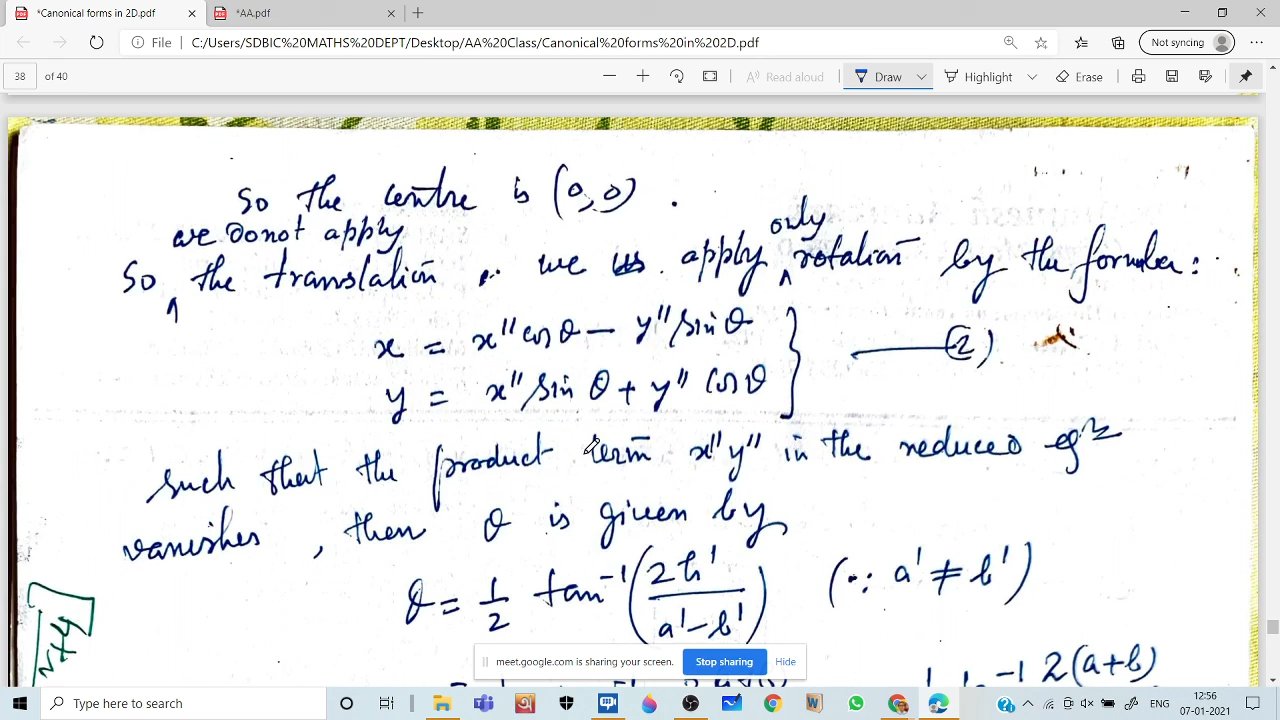 *Canonical forms in 2D.pdf
*AA.pdf
File C:/Users/SDBIC%20MATHS%20DEPT/Desktop/AA%20Class/Canonical%20forms%20in%202D.pdf
Not syncing
38 of 40
Read aloud Draw Highlight Erase
So the centre is (0,0) .
we do not apply only
So the translation we apply rotation by the formulae :
x = x'' cos θ − y'' sin θ
(2)
y = x'' sin θ + y'' cos θ
such that the product term x''y'' in the reduced eqn
vanishes , then θ is given by
θ = 1/2 tan⁻¹ (2h'/(a'−b')) (∵ a' ≠ b')
meet.google.com is sharing your screen. Stop sharing Hide
−1 2(a+b)
Type here to search
ENG
12:56
07-01-2021